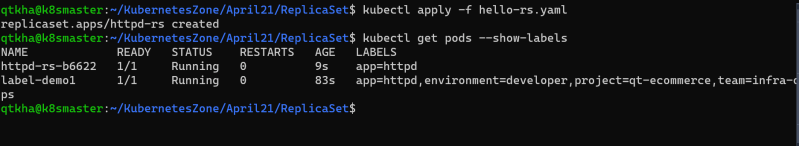 qtkha@k8smaster:~/KubernetesZone/April21/ReplicaSet$ kubectl apply -f hello-rs.yaml
replicaset.apps/httpd-rs created
qtkha@k8smaster:~/KubernetesZone/April21/ReplicaSet$ kubectl get pods --show-labels
NAME             READY   STATUS    RESTARTS   AGE   LABELS
httpd-rs-b6622   1/1     Running   0          9s    app=httpd
label-demo1      1/1     Running   0          83s   app=httpd,environment=developer,project=qt-ecommerce,team=infra-o
ps
qtkha@k8smaster:~/KubernetesZone/April21/ReplicaSet$